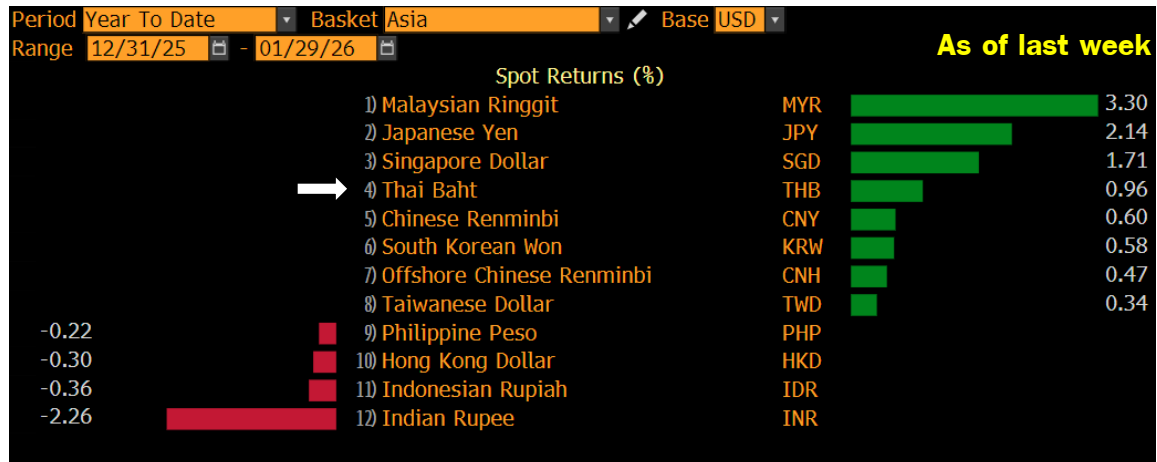 Period Year To Date Basket Asia Base USD
Range 12/31/25 - 01/29/26 As of last week
Spot Returns (%)
1) Malaysian Ringgit MYR 3.30
2) Japanese Yen JPY 2.14
3) Singapore Dollar SGD 1.71
4) Thai Baht THB 0.96
5) Chinese Renminbi CNY 0.60
6) South Korean Won KRW 0.58
7) Offshore Chinese Renminbi CNH 0.47
8) Taiwanese Dollar TWD 0.34
-0.22 9) Philippine Peso PHP
-0.30 10) Hong Kong Dollar HKD
-0.36 11) Indonesian Rupiah IDR
-2.26 12) Indian Rupee INR